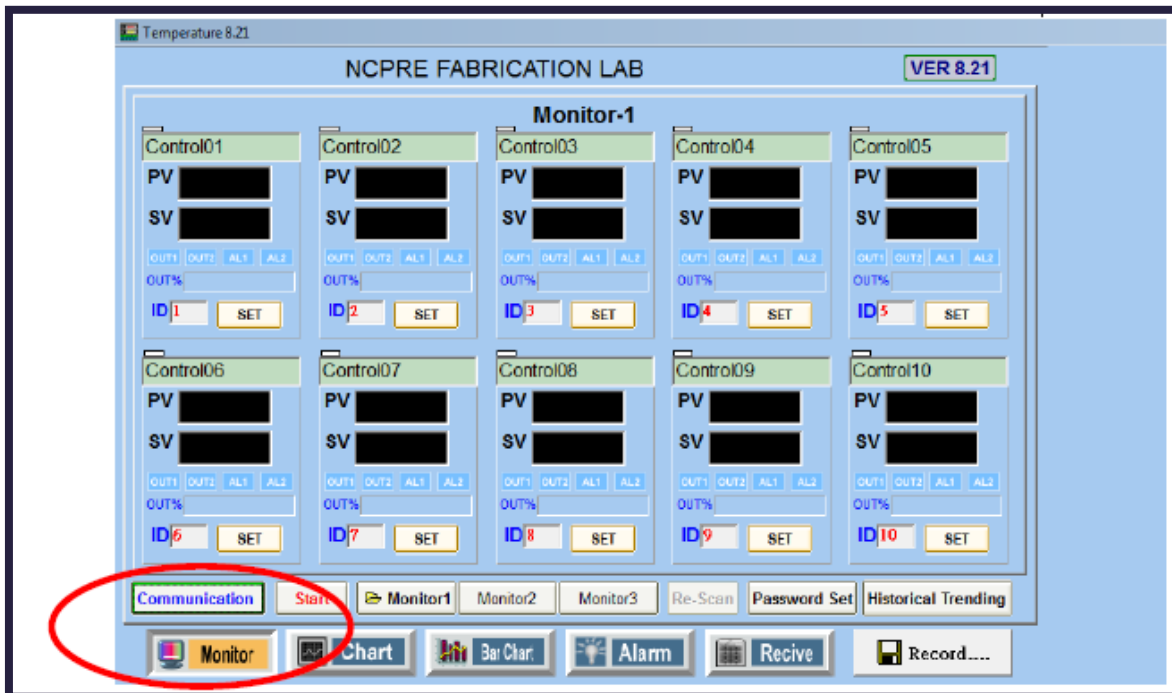 Temperature 8.21
NCPRE FABRICATION LAB VER 8.21
Monitor-1
Control01 Control02 Control03 Control04 Control05
PV PV PV PV PV
SV SV SV SV SV
OUT1 OUT2 AL1 AL2 OUT1 OUT2 AL1 AL2 OUT1 OUT2 AL1 AL2 OUT1 OUT2 AL1 AL2 OUT1 OUT2 AL1 AL2
OUT% OUT% OUT% OUT% OUT%
ID 1 SET ID 2 SET ID 3 SET ID 4 SET ID 5 SET
Control06 Control07 Control08 Control09 Control10
PV PV PV PV PV
SV SV SV SV SV
OUT1 OUT2 AL1 AL2 OUT1 OUT2 AL1 AL2 OUT1 OUT2 AL1 AL2 OUT1 OUT2 AL1 AL2 OUT1 OUT2 AL1 AL2
OUT% OUT% OUT% OUT% OUT%
ID 6 SET ID 7 SET ID 8 SET ID 9 SET ID 10 SET
Communication Start Monitor1 Monitor2 Monitor3 Re-Scan Password Set Historical Trending
Monitor Chart Bar Chart Alarm Recive Record....